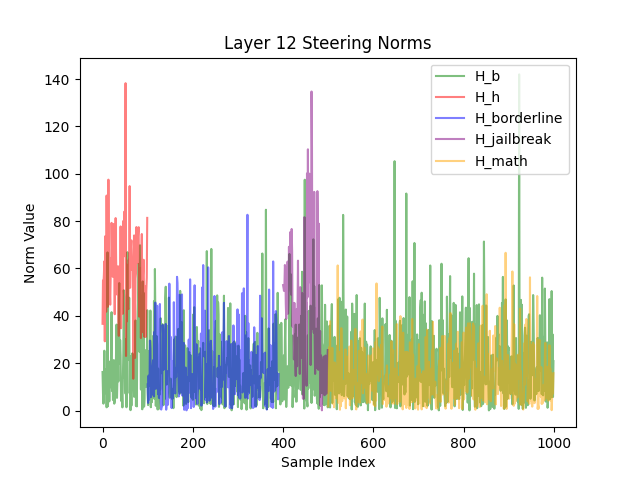 Layer 12 Steering Norms
Norm Value
140
120
100
80
60
40
20
0
H_b
H_h
H_borderline
H_jailbreak
H_math
0
200
400
600
800
1000
Sample Index